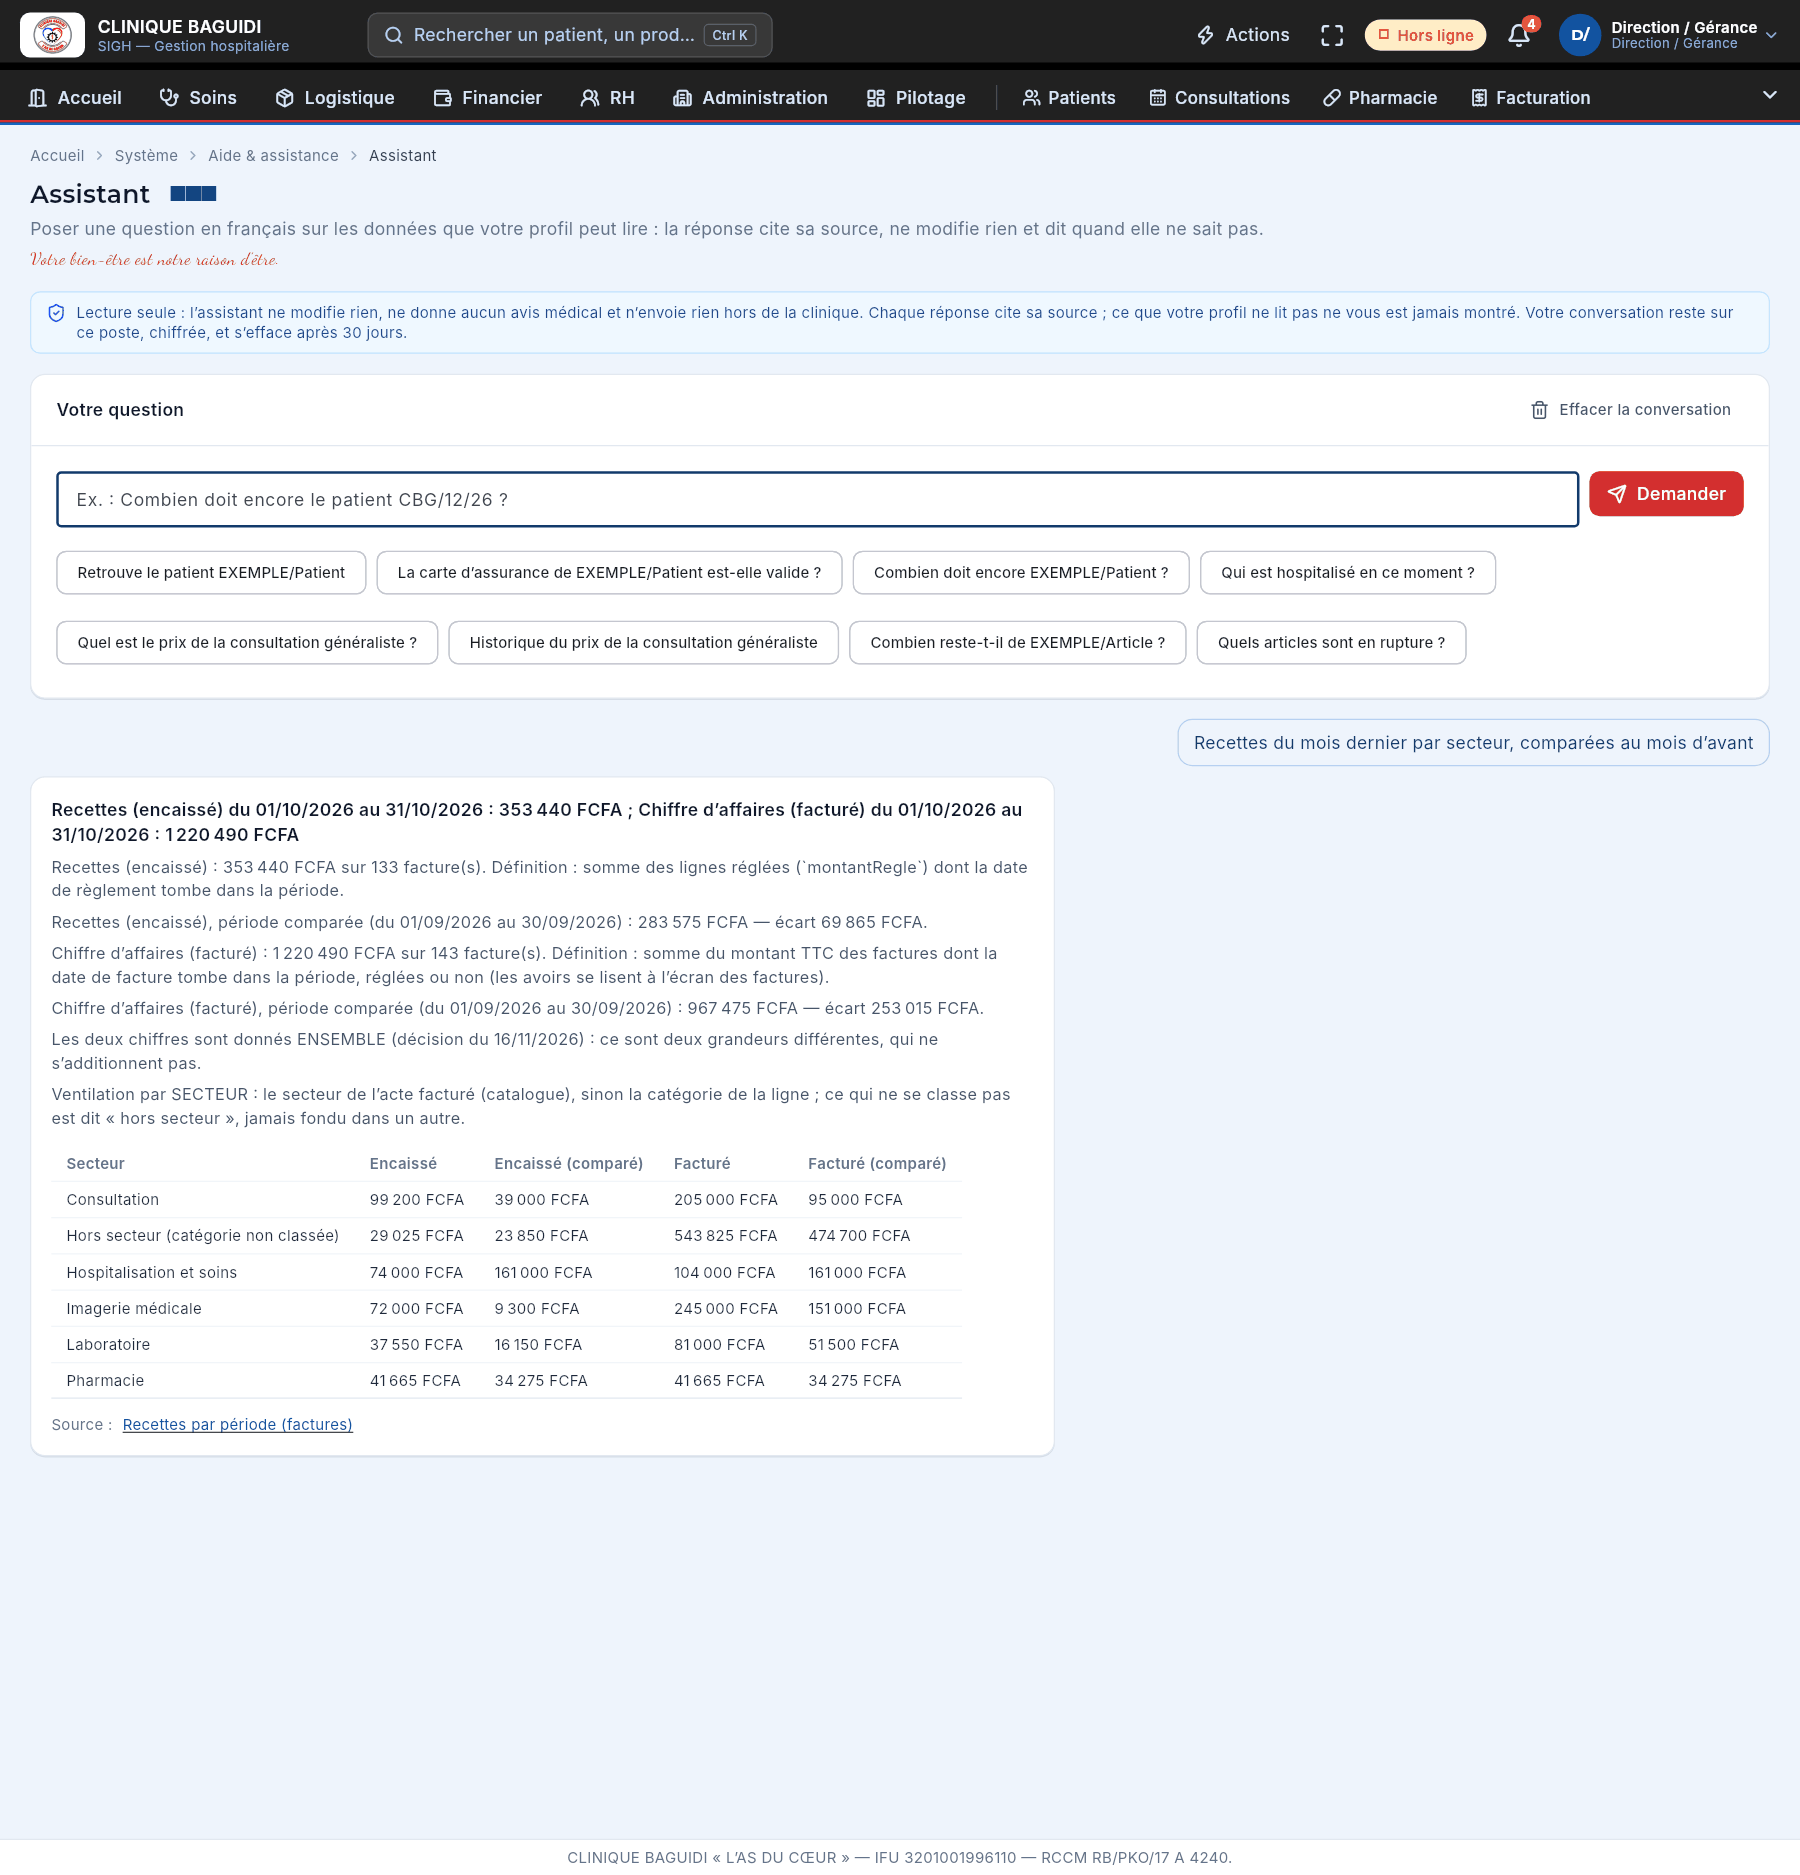 CLINIQUE BAGUIDI
SIGH — Gestion hospitalière
Rechercher un patient, un prod... Ctrl K
Actions
Hors ligne
4
D/
Direction / Gérance
Direction / Gérance
Accueil Soins Logistique Financier RH Administration Pilotage Patients Consultations Pharmacie Facturation
Accueil > Système > Aide & assistance > Assistant
Assistant
Poser une question en français sur les données que votre profil peut lire : la réponse cite sa source, ne modifie rien et dit quand elle ne sait pas.
Votre bien-être est notre raison d'être.
Lecture seule : l’assistant ne modifie rien, ne donne aucun avis médical et n’envoie rien hors de la clinique. Chaque réponse cite sa source ; ce que votre profil ne lit pas ne vous est jamais montré. Votre conversation reste sur
ce poste, chiffrée, et s’efface après 30 jours.
Votre question
Effacer la conversation
Ex. : Combien doit encore le patient CBG/12/26 ?
Demander
Retrouve le patient EXEMPLE/Patient
La carte d’assurance de EXEMPLE/Patient est-elle valide ?
Combien doit encore EXEMPLE/Patient ?
Qui est hospitalisé en ce moment ?
Quel est le prix de la consultation généraliste ?
Historique du prix de la consultation généraliste
Combien reste-t-il de EXEMPLE/Article ?
Quels articles sont en rupture ?
Recettes du mois dernier par secteur, comparées au mois d’avant
Recettes (encaissé) du 01/10/2026 au 31/10/2026 : 353 440 FCFA ; Chiffre d’affaires (facturé) du 01/10/2026 au
31/10/2026 : 1 220 490 FCFA
Recettes (encaissé) : 353 440 FCFA sur 133 facture(s). Définition : somme des lignes réglées (`montantRegle`) dont la date
de règlement tombe dans la période.
Recettes (encaissé), période comparée (du 01/09/2026 au 30/09/2026) : 283 575 FCFA — écart 69 865 FCFA.
Chiffre d’affaires (facturé) : 1 220 490 FCFA sur 143 facture(s). Définition : somme du montant TTC des factures dont la
date de facture tombe dans la période, réglées ou non (les avoirs se lisent à l’écran des factures).
Chiffre d’affaires (facturé), période comparée (du 01/09/2026 au 30/09/2026) : 967 475 FCFA — écart 253 015 FCFA.
Les deux chiffres sont donnés ENSEMBLE (décision du 16/11/2026) : ce sont deux grandeurs différentes, qui ne
s’additionnent pas.
Ventilation par SECTEUR : le secteur de l’acte facturé (catalogue), sinon la catégorie de la ligne ; ce qui ne se classe pas
est dit « hors secteur », jamais fondu dans un autre.
Secteur Encaissé Encaissé (comparé) Facturé Facturé (comparé)
Consultation 99 200 FCFA 39 000 FCFA 205 000 FCFA 95 000 FCFA
Hors secteur (catégorie non classée) 29 025 FCFA 23 850 FCFA 543 825 FCFA 474 700 FCFA
Hospitalisation et soins 74 000 FCFA 161 000 FCFA 104 000 FCFA 161 000 FCFA
Imagerie médicale 72 000 FCFA 9 300 FCFA 245 000 FCFA 151 000 FCFA
Laboratoire 37 550 FCFA 16 150 FCFA 81 000 FCFA 51 500 FCFA
Pharmacie 41 665 FCFA 34 275 FCFA 41 665 FCFA 34 275 FCFA
Source : Recettes par période (factures)
CLINIQUE BAGUIDI « L’AS DU CŒUR » — IFU 3201001996110 — RCCM RB/PKO/17 A 4240.